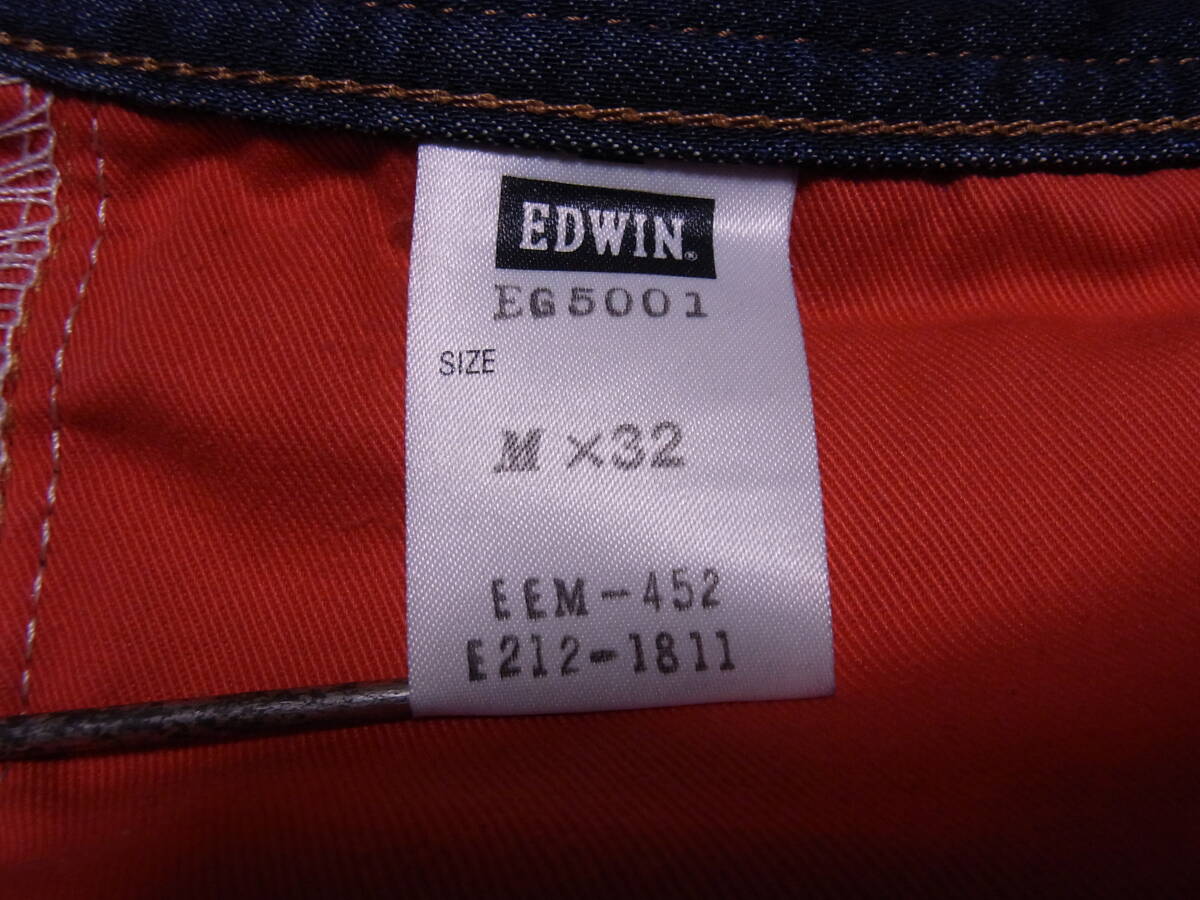 EDWIN®
EG5001
SIZE
M ×32
EEM-452
E212-1811